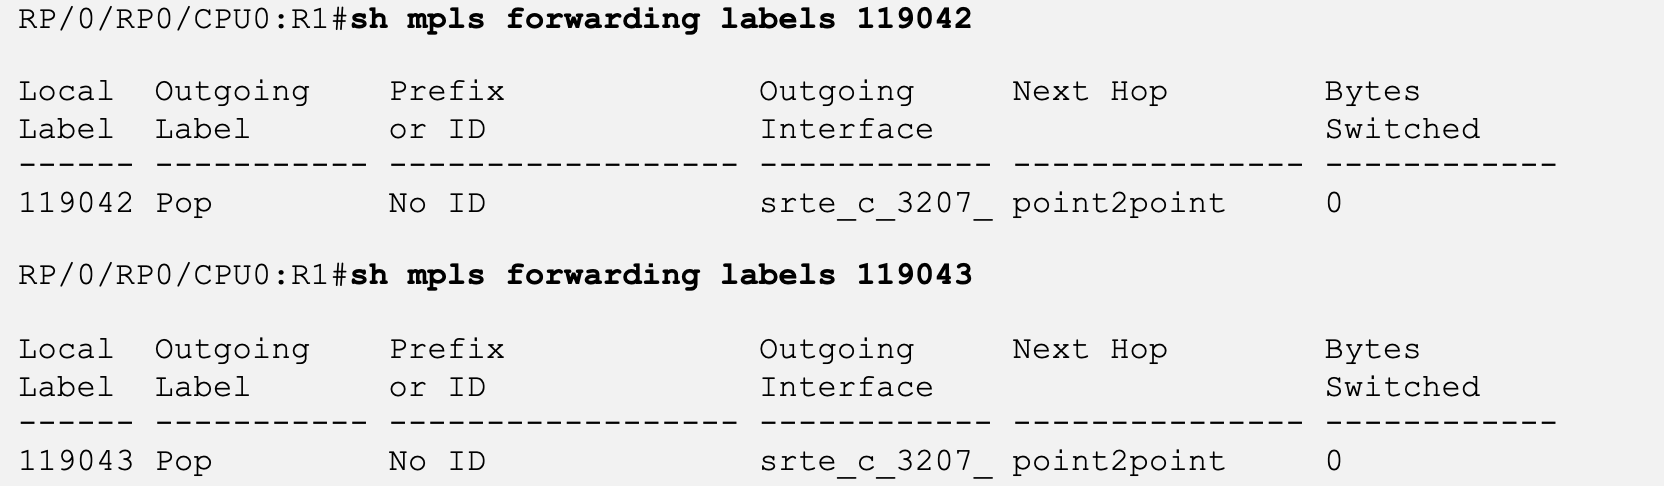 RP/0/RP0/CPU0:R1#sh mpls forwarding labels 119042
Local  Outgoing    Prefix             Outgoing     Next Hop        Bytes
Label  Label       or ID              Interface                    Switched
------ ----------- ------------------ ------------ --------------- ------------
119042 Pop         No ID              srte_c_3207_ point2point     0
RP/0/RP0/CPU0:R1#sh mpls forwarding labels 119043
Local  Outgoing    Prefix             Outgoing     Next Hop        Bytes
Label  Label       or ID              Interface                    Switched
------ ----------- ------------------ ------------ --------------- ------------
119043 Pop         No ID              srte_c_3207_ point2point     0